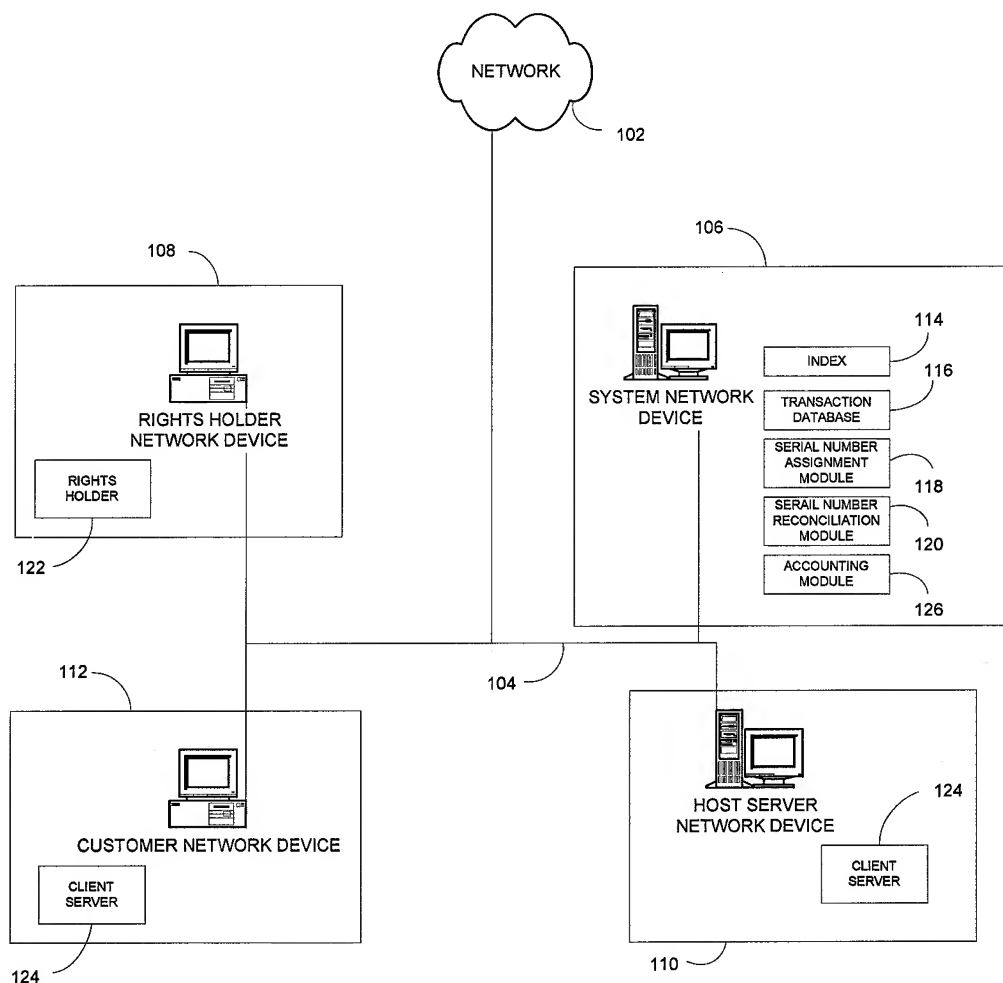 NETWORK
102
108
106
RIGHTS HOLDER
NETWORK DEVICE
RIGHTS
HOLDER
122
SYSTEM NETWORK
DEVICE
INDEX
114
TRANSACTION
DATABASE
116
SERIAL NUMBER
ASSIGNMENT
MODULE
118
SERAIL NUMBER
RECONCILIATION
MODULE
120
ACCOUNTING
MODULE
126
104
112
CUSTOMER NETWORK DEVICE
CLIENT
SERVER
124
HOST SERVER
NETWORK DEVICE
124
CLIENT
SERVER
110